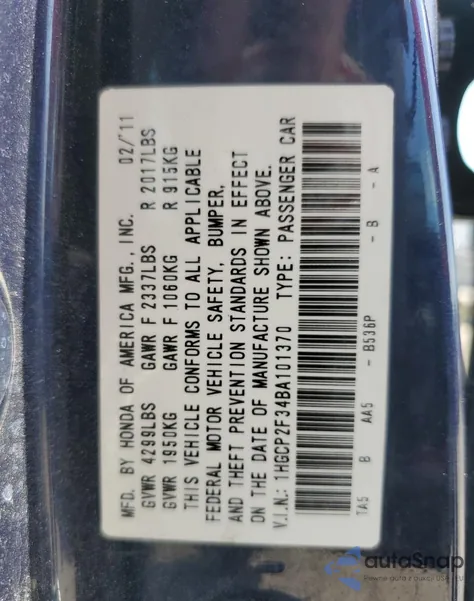 MFD. BY HONDA OF AMERICA MFG., INC. 02/11
GVWR 4299LBS GAWR F 2337LBS R 2017LBS
GVWR 1950KG GAWR F 1060KG R 915KG
THIS VEHICLE CONFORMS TO ALL APPLICABLE
FEDERAL MOTOR VEHICLE SAFETY, BUMPER,
AND THEFT PREVENTION STANDARDS IN EFFECT
ON THE DATE OF MANUFACTURE SHOWN ABOVE.
V.I.N.: 1HGCP2F34BA101370 TYPE: PASSENGER CAR
TA5 B AA5 - B536P - B - A
autoSnap